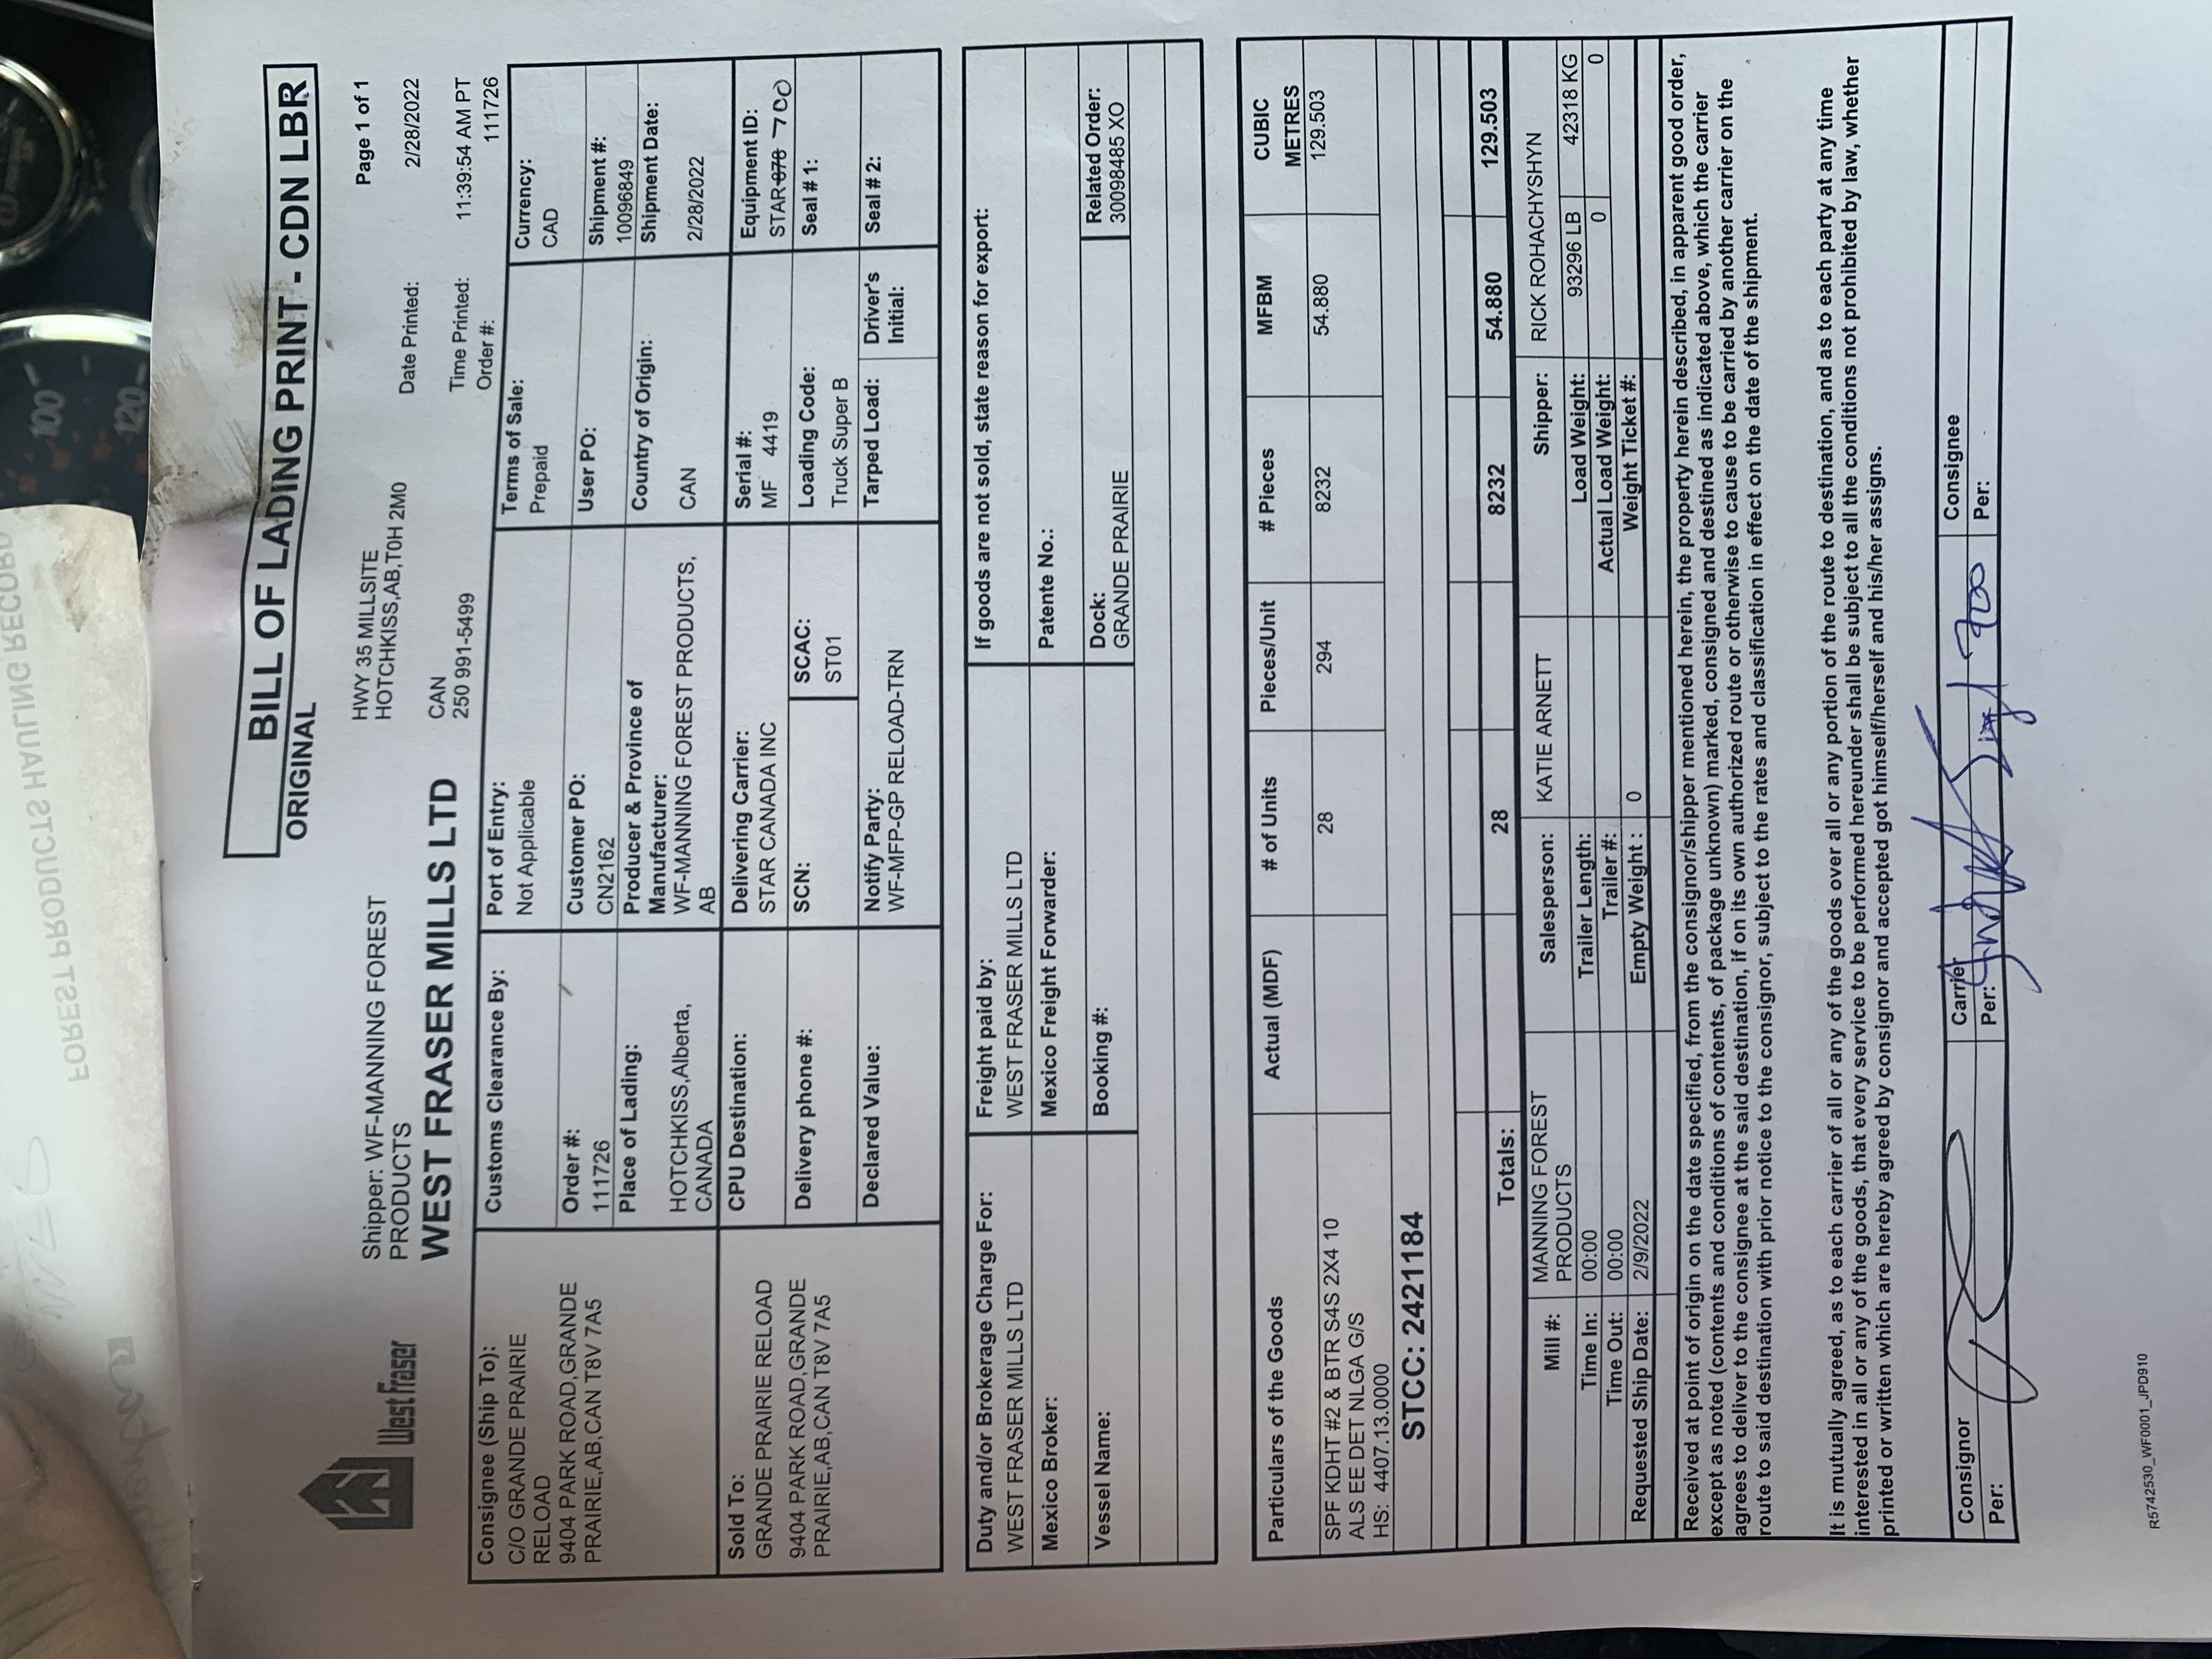 FOREST PRODUCTS HAULING RECORD
100
120
BILL OF LADING PRINT - CDN LBR
ORIGINAL
West Fraser
Shipper: WF-MANNING FOREST
PRODUCTS
WEST FRASER MILLS LTD
HWY 35 MILLSITE
HOTCHKISS,AB,T0H 2M0
CAN
250 991-5499
Page 1 of 1
Date Printed: 2/28/2022
Time Printed: 11:39:54 AM PT
Order #: 111726
Consignee (Ship To):
C/O GRANDE PRAIRIE
RELOAD
9404 PARK ROAD,GRANDE
PRAIRIE,AB,CAN T8V 7A5
Customs Clearance By:
Port of Entry:
Not Applicable
Terms of Sale:
Prepaid
Currency:
CAD
Order #:
111726
Customer PO:
CN2162
User PO:
Shipment #:
10096849
Place of Lading:
HOTCHKISS,Alberta,
CANADA
Producer & Province of
Manufacturer:
WF-MANNING FOREST PRODUCTS,
AB
Country of Origin:
CAN
Shipment Date:
2/28/2022
Sold To:
GRANDE PRAIRIE RELOAD
9404 PARK ROAD,GRANDE
PRAIRIE,AB,CAN T8V 7A5
CPU Destination:
Delivering Carrier:
STAR CANADA INC
Serial #:
MF 4419
Equipment ID:
STAR 878 700
Delivery phone #:
SCN:
SCAC:
ST01
Loading Code:
Truck Super B
Seal # 1:
Declared Value:
Notify Party:
WF-MFP-GP RELOAD-TRN
Tarped Load:
Driver's
Initial:
Seal # 2:
Duty and/or Brokerage Charge For:
WEST FRASER MILLS LTD
Freight paid by:
WEST FRASER MILLS LTD
If goods are not sold, state reason for export:
Mexico Broker:
Mexico Freight Forwarder:
Patente No.:
Vessel Name:
Booking #:
Dock:
GRANDE PRAIRIE
Related Order:
30098485 XO
Particulars of the Goods Actual (MDF) # of Units Pieces/Unit # Pieces MFBM CUBIC
METRES
SPF KDHT #2 & BTR S4S 2X4 10 28 294 8232 54.880 129.503
ALS EE DET NLGA G/S
HS: 4407.13.0000
STCC: 2421184
Totals: 28 8232 54.880 129.503
Mill #: MANNING FOREST
PRODUCTS
Salesperson: KATIE ARNETT
Shipper: RICK ROHACHYSHYN
Time In: 00:00
Trailer Length:
Load Weight: 93296 LB 42318 KG
Time Out: 00:00
Trailer #:
Actual Load Weight: 0 0
Requested Ship Date: 2/9/2022
Empty Weight : 0
Weight Ticket #:
Received at point of origin on the date specified, from the consignor/shipper mentioned herein, the property herein described, in apparent good order,
except as noted (contents and conditions of contents, of package unknown) marked, consigned and destined as indicated above, which the carrier
agrees to deliver to the consignee at the said destination, if on its own authorized route or otherwise to cause to be carried by another carrier on the
route to said destination with prior notice to the consignor, subject to the rates and classification in effect on the date of the shipment.
It is mutually agreed, as to each carrier of all or any of the goods over all or any portion of the route to destination, and as to each party at any time
interested in all or any of the goods, that every service to be performed hereunder shall be subject to all the conditions not prohibited by law, whether
printed or written which are hereby agreed by consignor and accepted got himself/herself and his/her assigns.
Consignor
Per:
Carrier
Per: 700
Consignee
Per:
R5742530_WF0001_JPD910